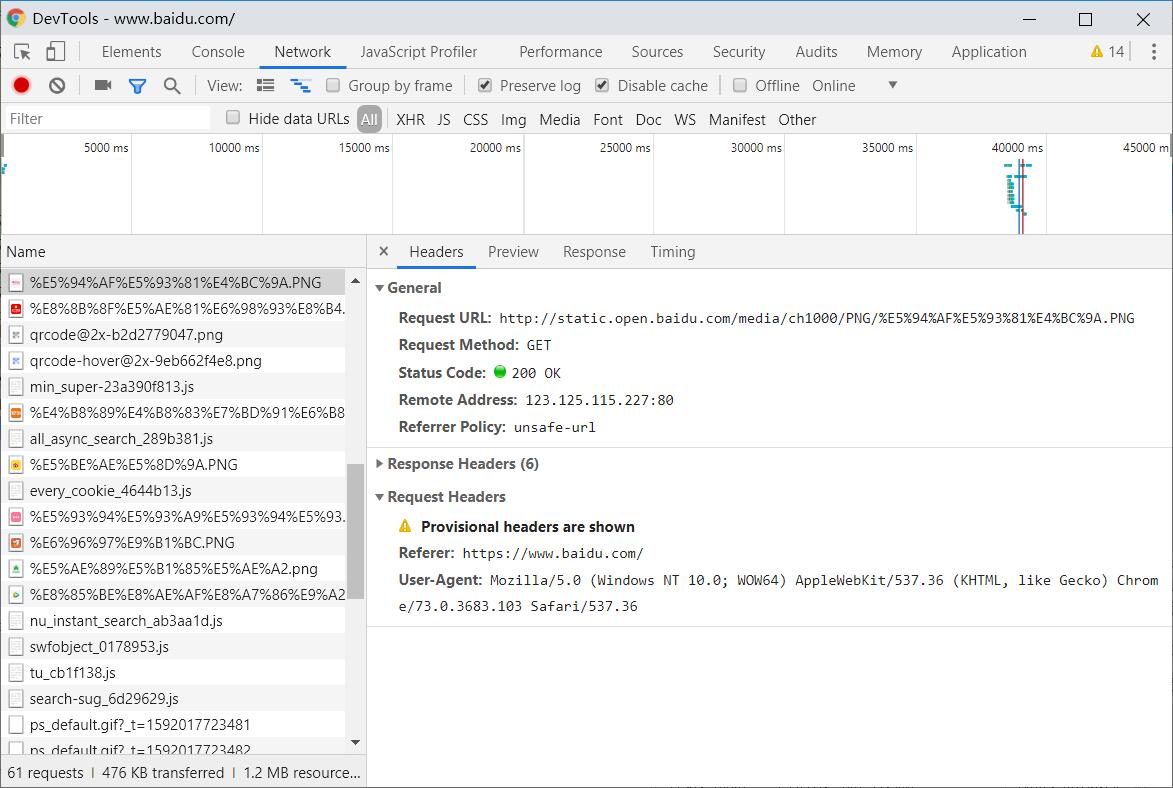 DevTools - www.baidu.com/
Elements Console Network JavaScript Profiler Performance Sources Security Audits Memory Application 14
View: Group by frame Preserve log Disable cache Offline Online
Filter Hide data URLs All XHR JS CSS Img Media Font Doc WS Manifest Other
5000 ms 10000 ms 15000 ms 20000 ms 25000 ms 30000 ms 35000 ms 40000 ms 45000 m
Name
%E5%94%AF%E5%93%81%E4%BC%9A.PNG
%E8%8B%8F%E5%AE%81%E6%98%93%E8%B4.
qrcode@2x-b2d2779047.png
qrcode-hover@2x-9eb662f4e8.png
min_super-23a390f813.js
%E4%B8%89%E4%B8%83%E7%BD%91%E6%B8
all_async_search_289b381.js
%E5%BE%AE%E5%8D%9A.PNG
every_cookie_4644b13.js
%E5%93%94%E5%93%A9%E5%93%94%E5%93.
%E6%96%97%E9%B1%BC.PNG
%E5%AE%89%E5%B1%85%E5%AE%A2.png
%E8%85%BE%E8%AE%AF%E8%A7%86%E9%A2
nu_instant_search_ab3aa1d.js
swfobject_0178953.js
tu_cb1f138.js
search-sug_6d29629.js
ps_default.gif?_t=1592017723481
ps_default.gif?_t=1592017723482
61 requests | 476 KB transferred | 1.2 MB resource...
Headers Preview Response Timing
General
Request URL: http://static.open.baidu.com/media/ch1000/PNG/%E5%94%AF%E5%93%81%E4%BC%9A.PNG
Request Method: GET
Status Code: 200 OK
Remote Address: 123.125.115.227:80
Referrer Policy: unsafe-url
Response Headers (6)
Request Headers
Provisional headers are shown
Referer: https://www.baidu.com/
User-Agent: Mozilla/5.0 (Windows NT 10.0; WOW64) AppleWebKit/537.36 (KHTML, like Gecko) Chrom
e/73.0.3683.103 Safari/537.36